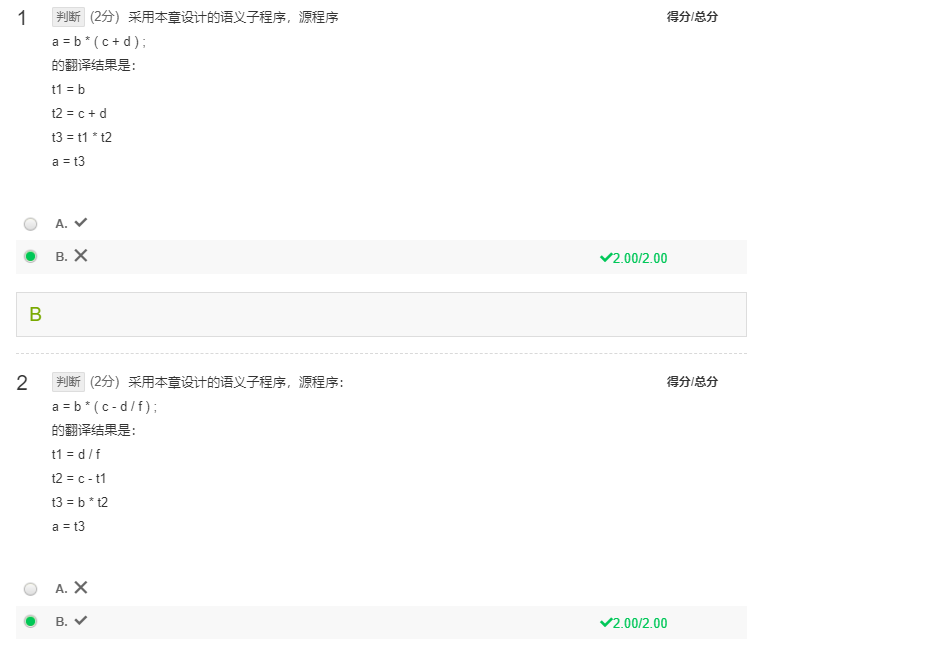 1 判断 (2分) 采用本章设计的语义子程序，源程序 得分/总分
a = b * ( c + d ) ;
的翻译结果是：
t1 = b
t2 = c + d
t3 = t1 * t2
a = t3
A. ✓
B. ✕ ✓2.00/2.00
B
2 判断 (2分) 采用本章设计的语义子程序，源程序： 得分/总分
a = b * ( c - d / f ) ;
的翻译结果是：
t1 = d / f
t2 = c - t1
t3 = b * t2
a = t3
A. ✕
B. ✓ ✓2.00/2.00